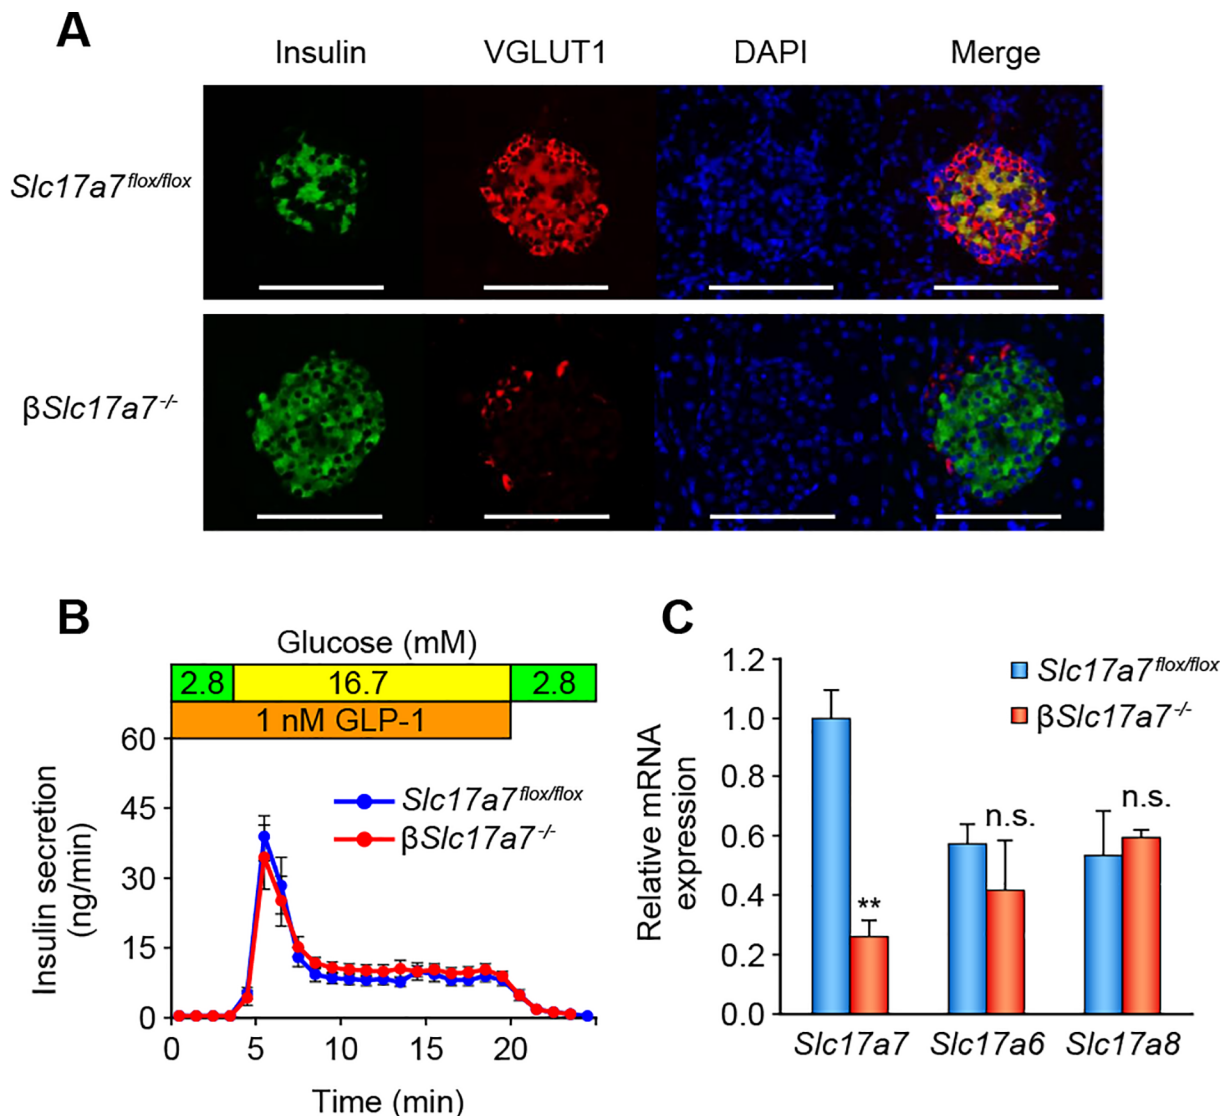 A
Insulin VGLUT1 DAPI Merge
Slc17a7flox/flox
βSlc17a7-/-
B
Glucose (mM)
2.8 16.7 2.8
1 nM GLP-1
60
45
30
15
0
Insulin secretion
(ng/min)
Slc17a7flox/flox
βSlc17a7-/-
0 5 10 15 20
Time (min)
C
1.2
1.0
0.8
0.6
0.4
0.2
0.0
Relative mRNA
expression
Slc17a7flox/flox
βSlc17a7-/-
**
n.s.
n.s.
Slc17a7 Slc17a6 Slc17a8